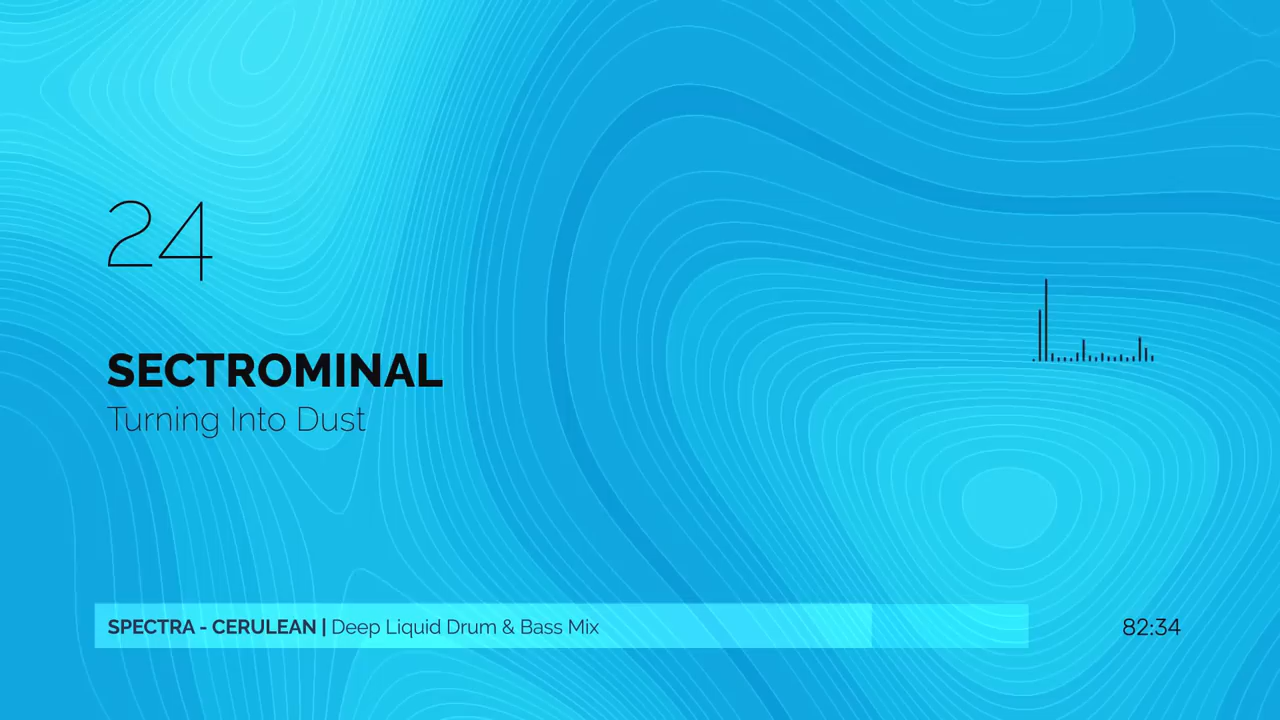 24
SECTROMINAL
Turning Into Dust
SPECTRA - CERULEAN | Deep Liquid Drum & Bass Mix
82:34